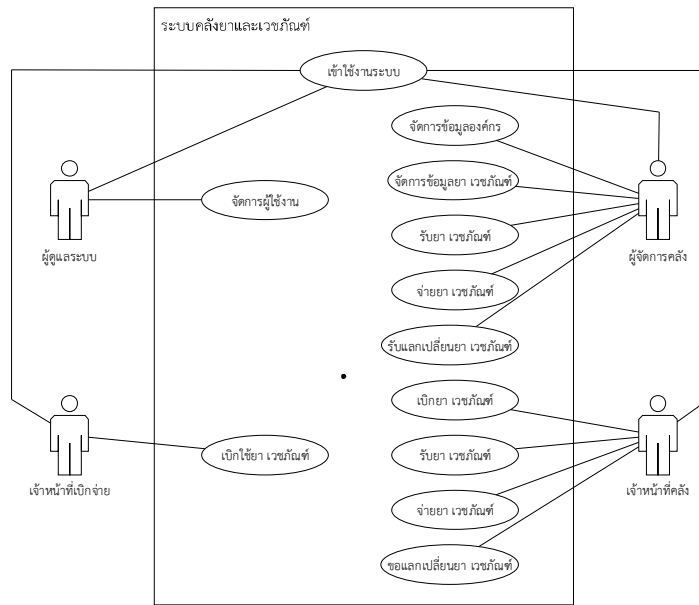 ระบบคลังยาและเวชภัณฑ์
เข้าใช้งานระบบ
จัดการข้อมูลองค์กร
จัดการข้อมูลยา เวชภัณฑ์
จัดการผู้ใช้งาน
รับยา เวชภัณฑ์
ผู้ดูแลระบบ
ผู้จัดการคลัง
จ่ายยา เวชภัณฑ์
รับแลกเปลี่ยนยา เวชภัณฑ์
เบิกยา เวชภัณฑ์
เบิกใช้ยา เวชภัณฑ์
รับยา เวชภัณฑ์
เจ้าหน้าที่เบิกจ่าย
เจ้าหน้าที่คลัง
จ่ายยา เวชภัณฑ์
ขอแลกเปลี่ยนยา เวชภัณฑ์